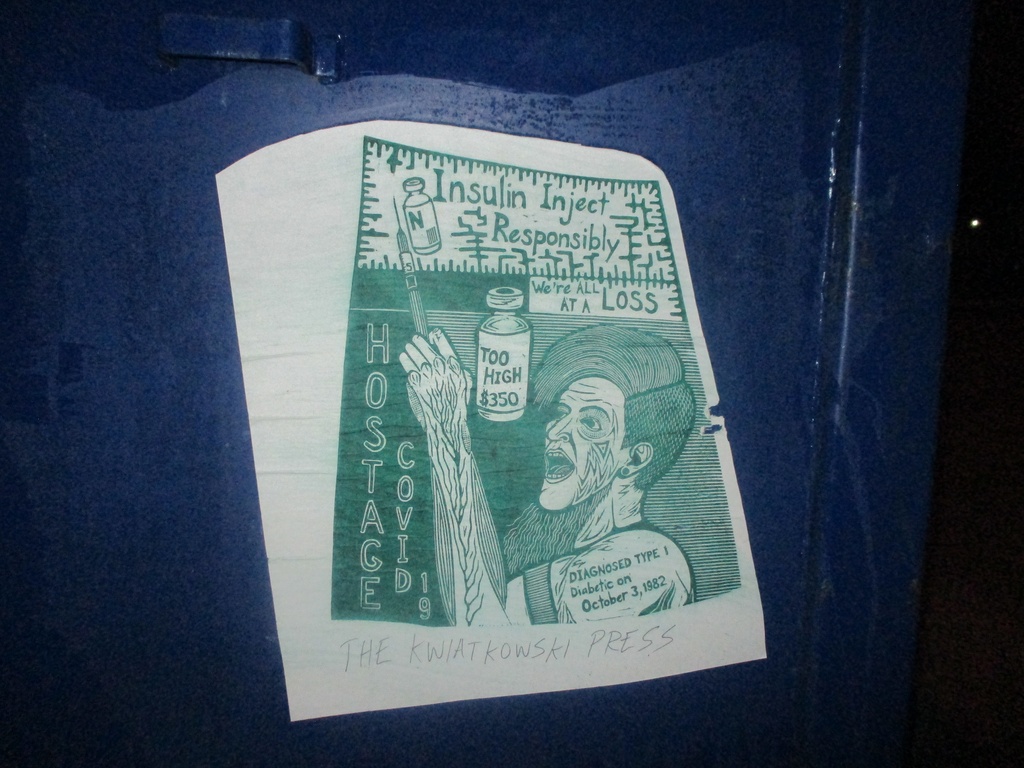 Insulin Inject
Responsibly
N
We're ALL
AT A LOSS
TOO
HIGH
$350
HOSTAGE
COVID 19
DIAGNOSED TYPE 1
Diabetic on
October 3, 1982
THE KWIATKOWSKI PRESS